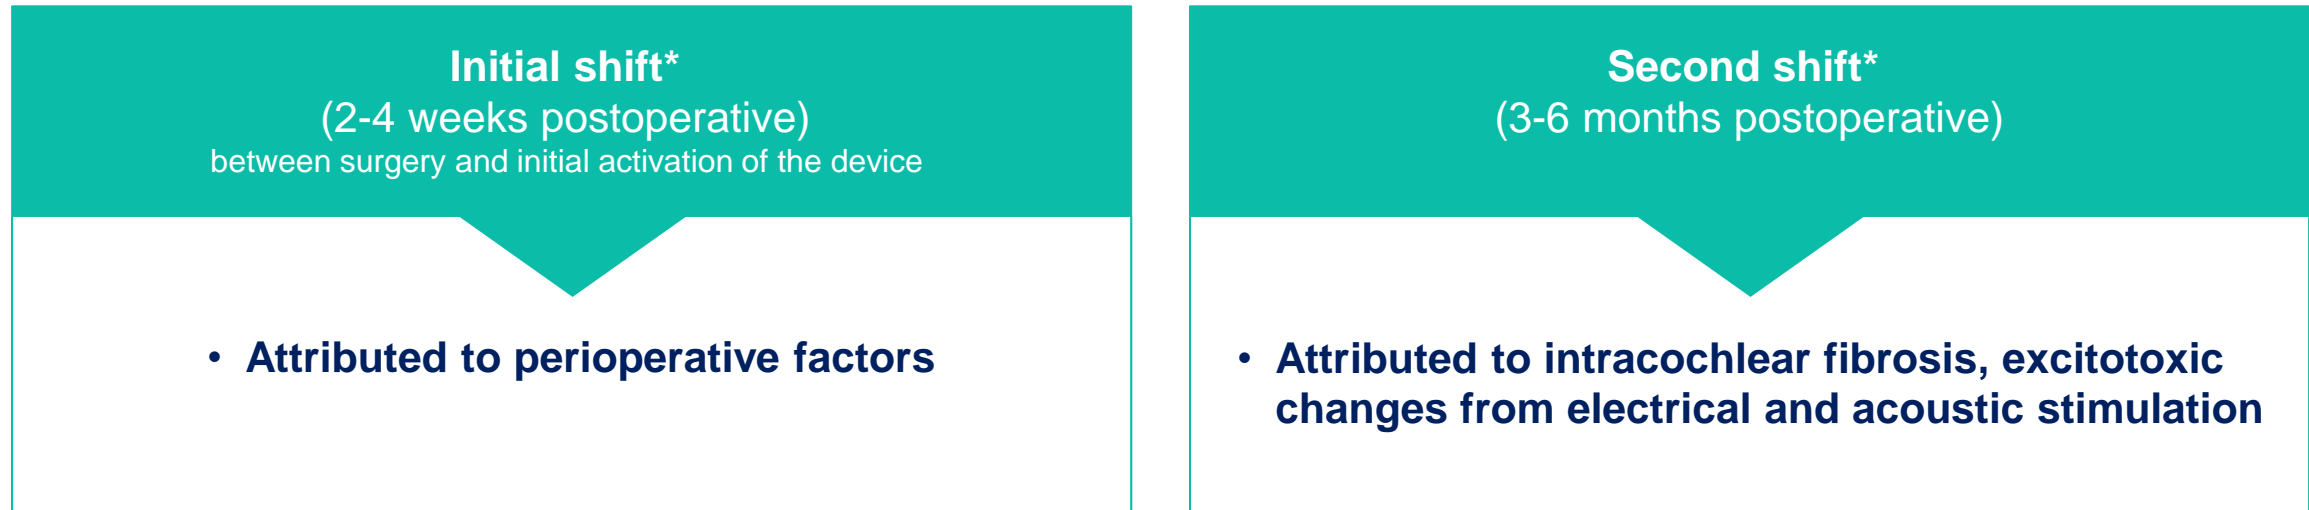 Initial shift*
(2-4 weeks postoperative)
between surgery and initial activation of the device
• Attributed to perioperative factors
Second shift*
(3-6 months postoperative)
• Attributed to intracochlear fibrosis, excitotoxic
changes from electrical and acoustic stimulation